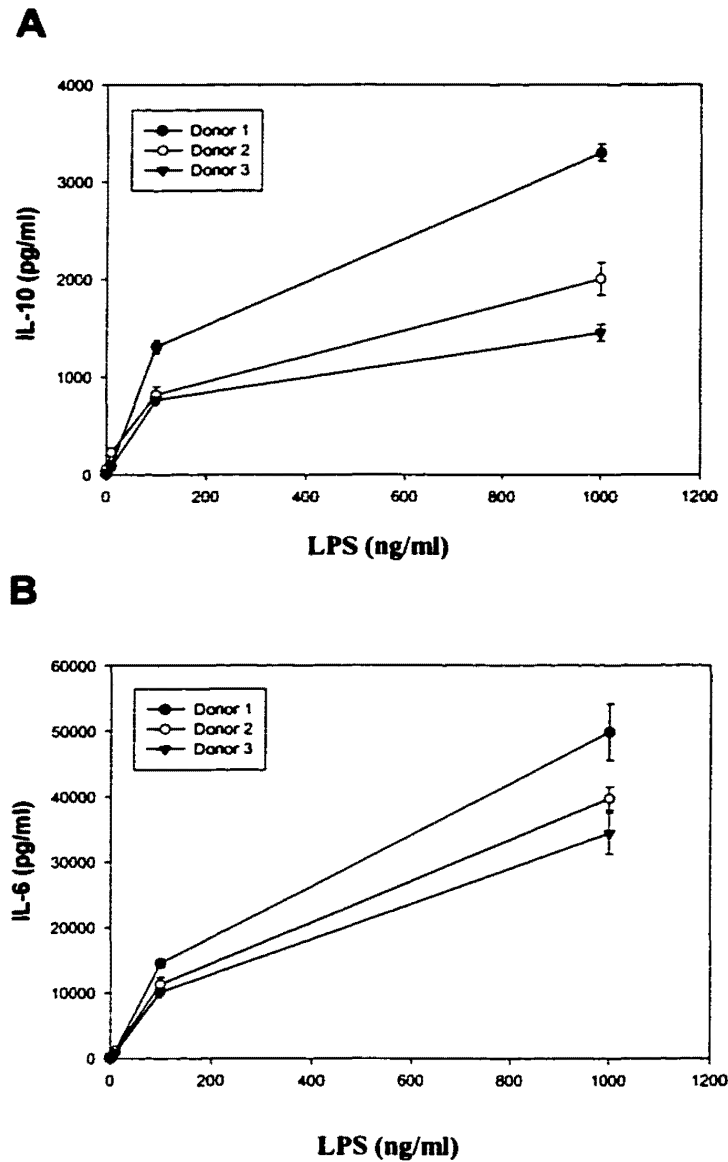 A
4000
3000
2000
1000
0
IL-10 (pg/ml)
Donor 1
Donor 2
Donor 3
0 200 400 600 800 1000 1200
LPS (ng/ml)
B
60000
50000
40000
30000
20000
10000
0
IL-6 (pg/ml)
Donor 1
Donor 2
Donor 3
0 200 400 600 800 1000 1200
LPS (ng/ml)